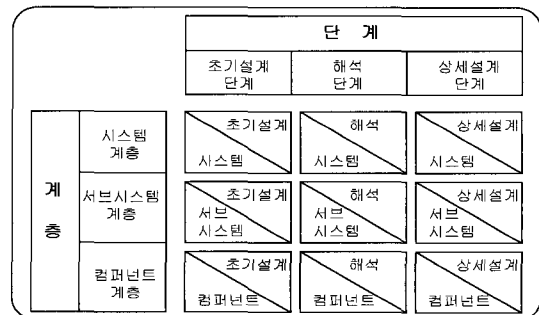 단 계
초기설계 해석 상세설계
단계 단계 단계
시스템
계층
초기설계 해석 상세설계
시스템 시스템 시스템
계
층
서브시스템
계층
초기설계 해석 상세설계
서브 서브 서브
시스템 시스템 시스템
컴퍼넌트
계층
초기설계 해석 상세설계
컴퍼넌트 컴퍼넌트 컴퍼넌트